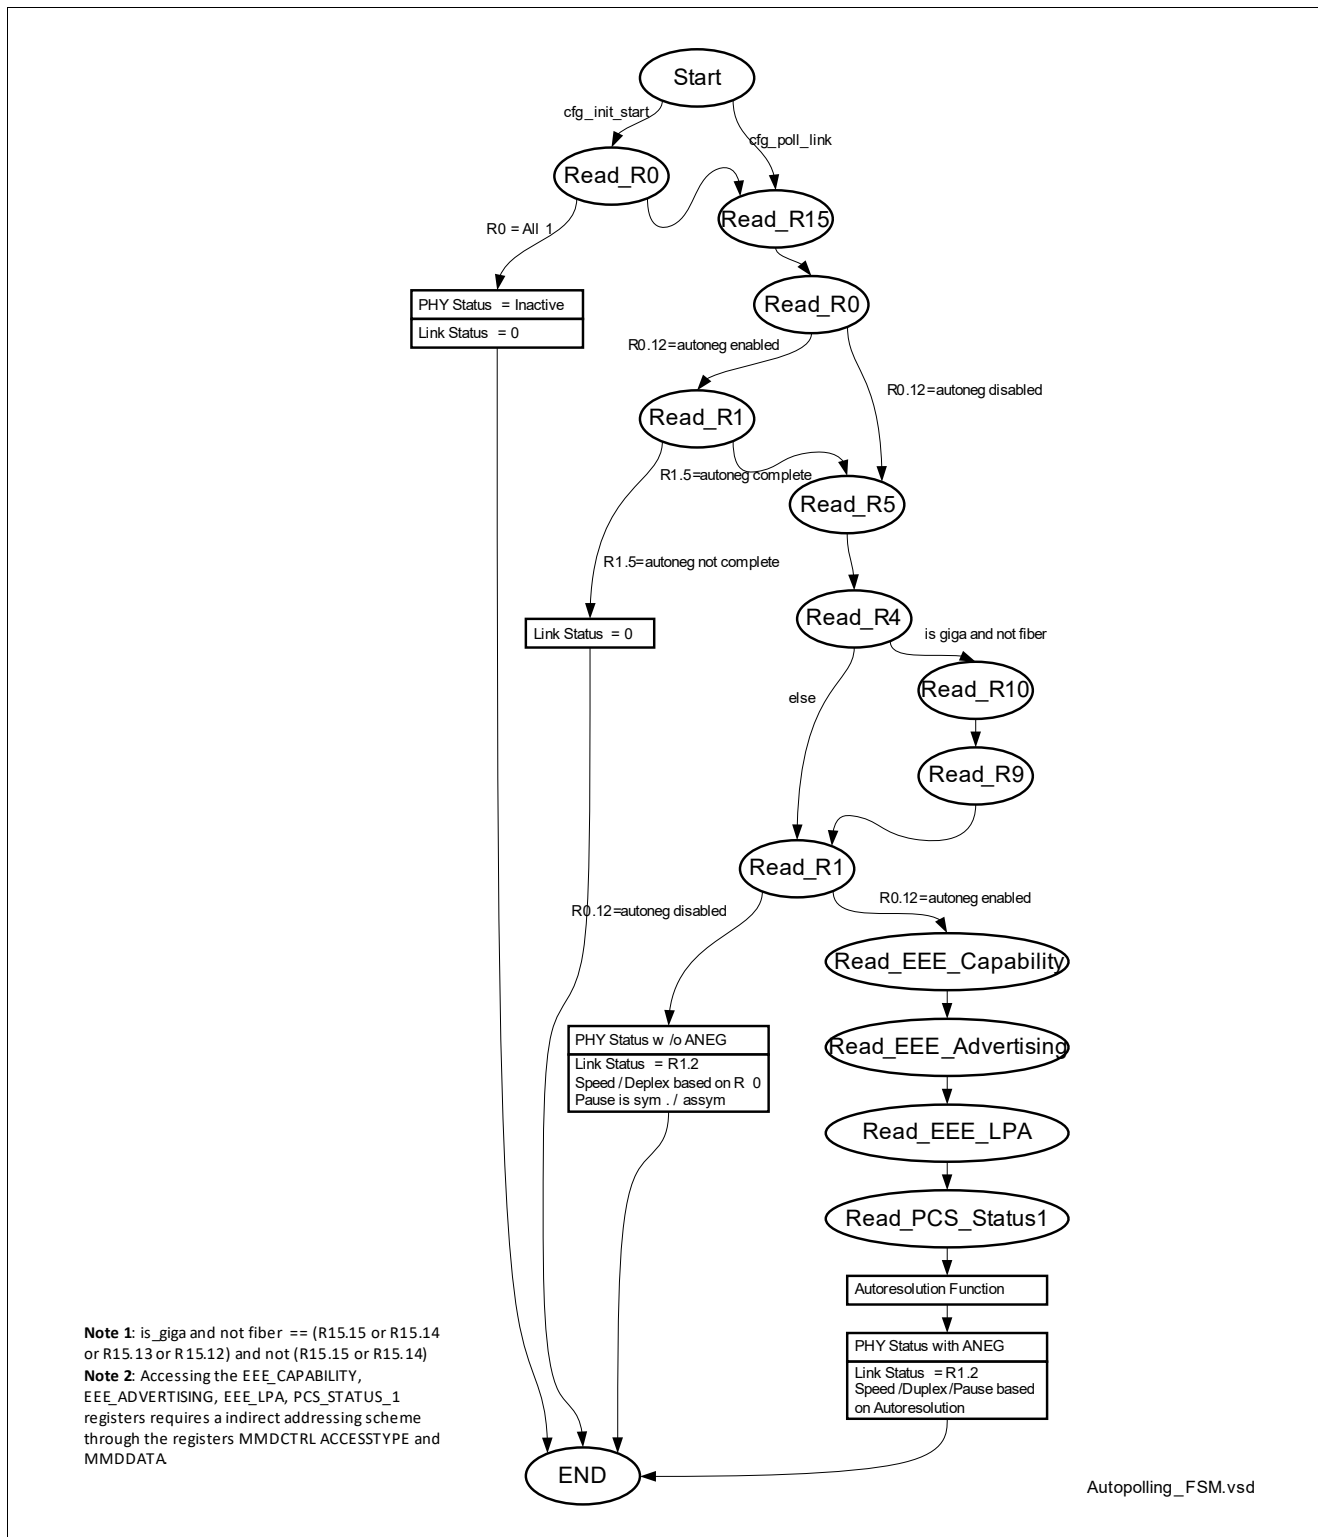 Start
cfg_init_start
cfg_poll_link
Read_R0
Read_R15
R0 = All 1
PHY Status = Inactive
Link Status = 0
Read_R0
R0.12=autoneg enabled
R0.12=autoneg disabled
Read_R1
R1.5=autoneg complete
Read_R5
R1.5=autoneg not complete
Link Status = 0
Read_R4
is giga and not fiber
Read_R10
else
Read_R9
Read_R1
R0.12=autoneg disabled
R0.12=autoneg enabled
Read_EEE_Capability
PHY Status w/o ANEG
Link Status = R1.2
Speed/Deplex based on R 0
Pause is sym. / assym
Read_EEE_Advertising
Read_EEE_LPA
Read_PCS_Status1
Autoresolution Function
PHY Status with ANEG
Link Status =R1.2
Speed/Duplex/Pause based
on Autoresolution
Note 1: is_giga and not fiber == (R15.15 or R15.14
or R15.13 or R15.12) and not (R15.15 or R15.14)
Note 2: Accessing the EEE_CAPABILITY,
EEE_ADVERTISING, EEE_LPA, PCS_STATUS_1
registers requires a indirect addressing scheme
through the registers MMDCTRL ACCESSTYPE and
MMDDATA.
END
Autopolling_FSM.vsd